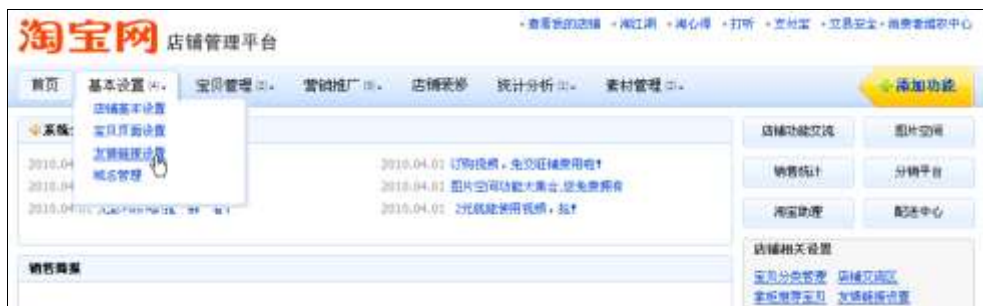 淘宝网 店铺管理平台
·查看我的店铺 ·淘江湖 ·淘心得 ·打听 ·支付宝 ·交易安全 ·消费者维权中心
首页 基本设置(4) 宝贝管理 营销推广 店铺装修 统计分析 素材管理 添加功能
店铺基本设置
宝贝页面设置
友情链接设置
域名管理
2010.04.01 订购视频,免交旺铺费用啦!
2010.04.01 图片空间功能大集合,您免费拥有
2010.04.01 2元就能使用视频,抢!
店铺功能交流 图片空间
销售统计 分销平台
淘宝助理 配送中心
店铺相关设置
宝贝分类管理 店铺交流区
掌柜推荐宝贝 友情链接设置
销售简报